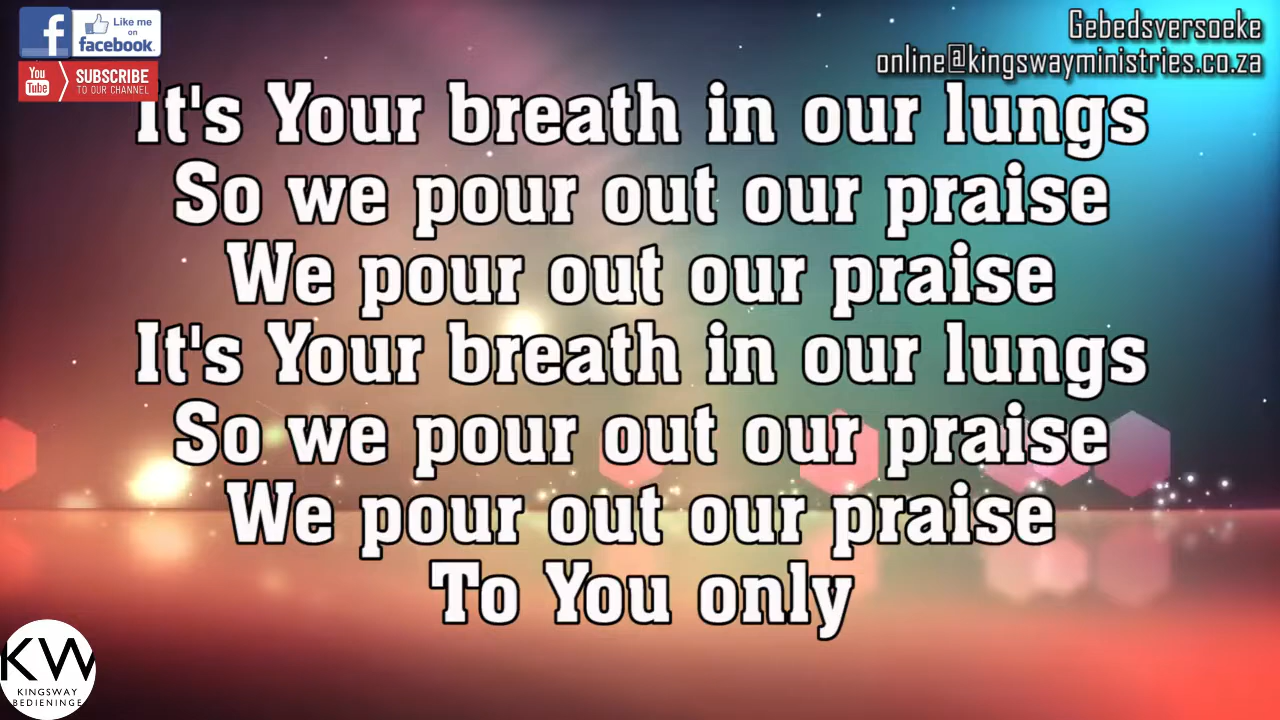 f Like me
on
facebook.
You
Tube
SUBSCRIBE
TO OUR CHANNEL
Gebedsversoeke
online@kingswayministries.co.za
It's Your breath in our lungs
So we pour out our praise
We pour out our praise
It's Your breath in our lungs
So we pour out our praise
We pour out our praise
To You only
KW
KINGSWAY
BEDIENINGE